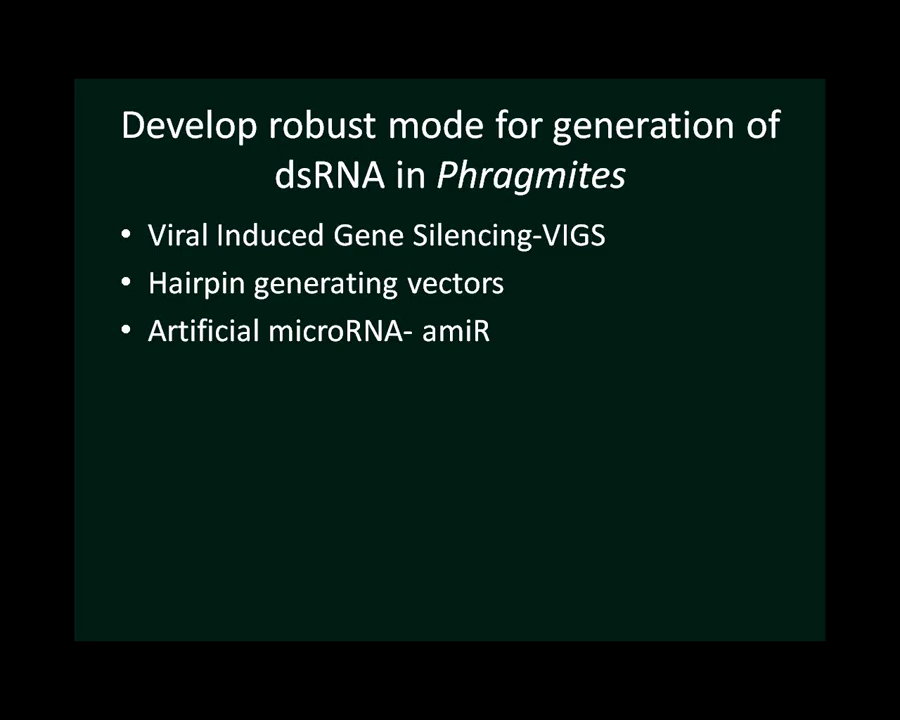 Develop robust mode for generation of
dsRNA in Phragmites
• Viral Induced Gene Silencing-VIGS
• Hairpin generating vectors
• Artificial microRNA- amiR